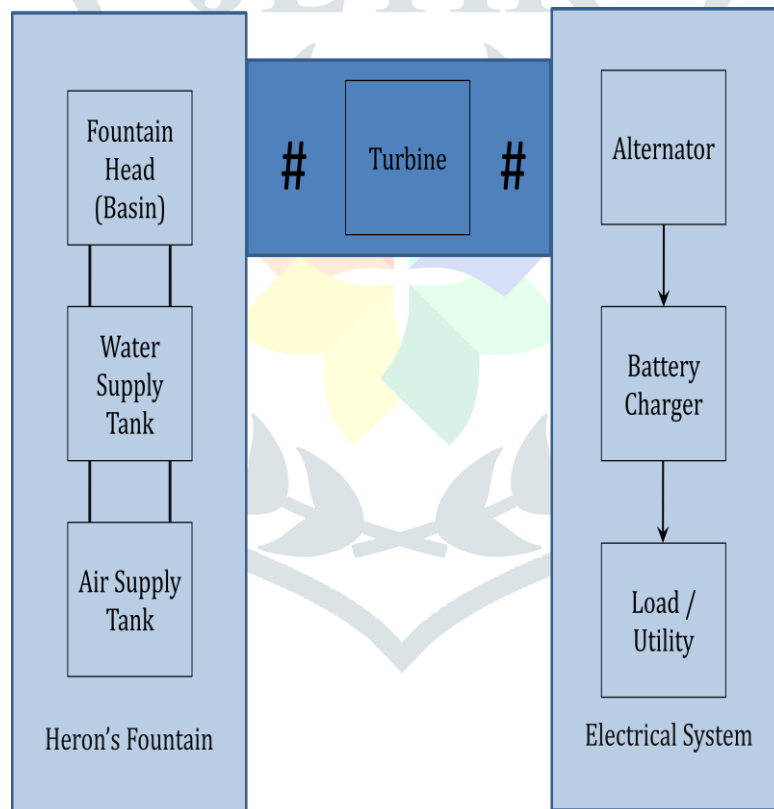 Fountain
Head
(Basin)
Water
Supply
Tank
Air Supply
Tank
Heron's Fountain
# Turbine #
Alternator
Battery
Charger
Load /
Utility
Electrical System